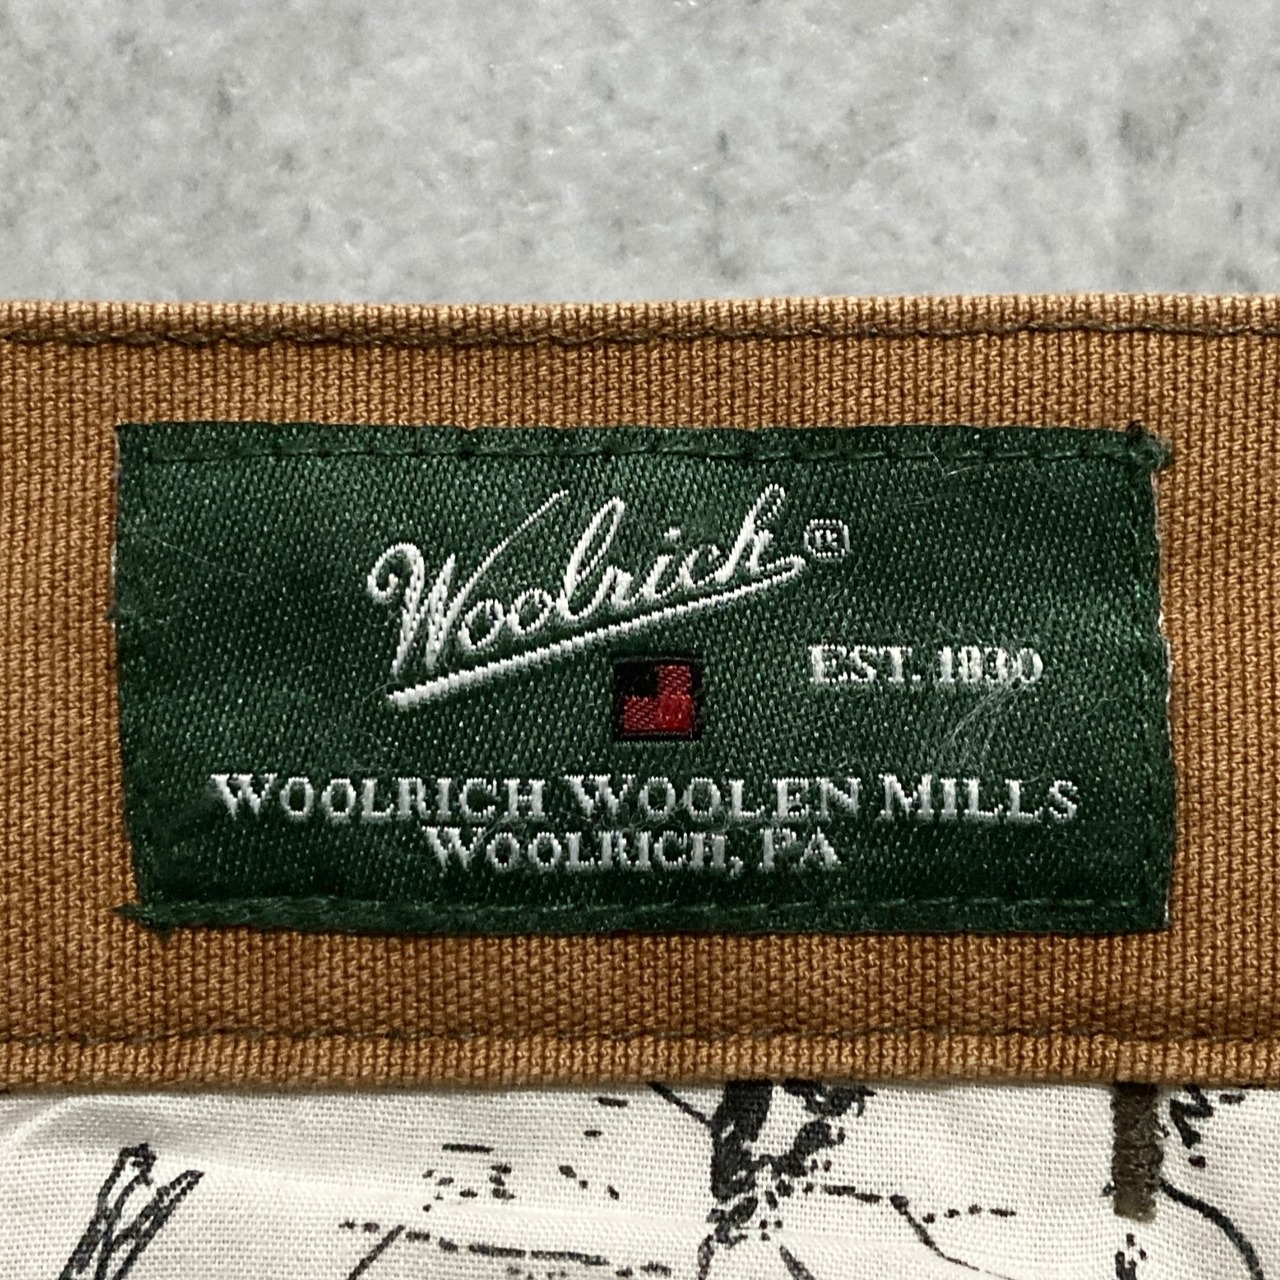 Woolrich®
EST. 1830
WOOLRICH WOOLEN MILLS
WOOLRICH, PA